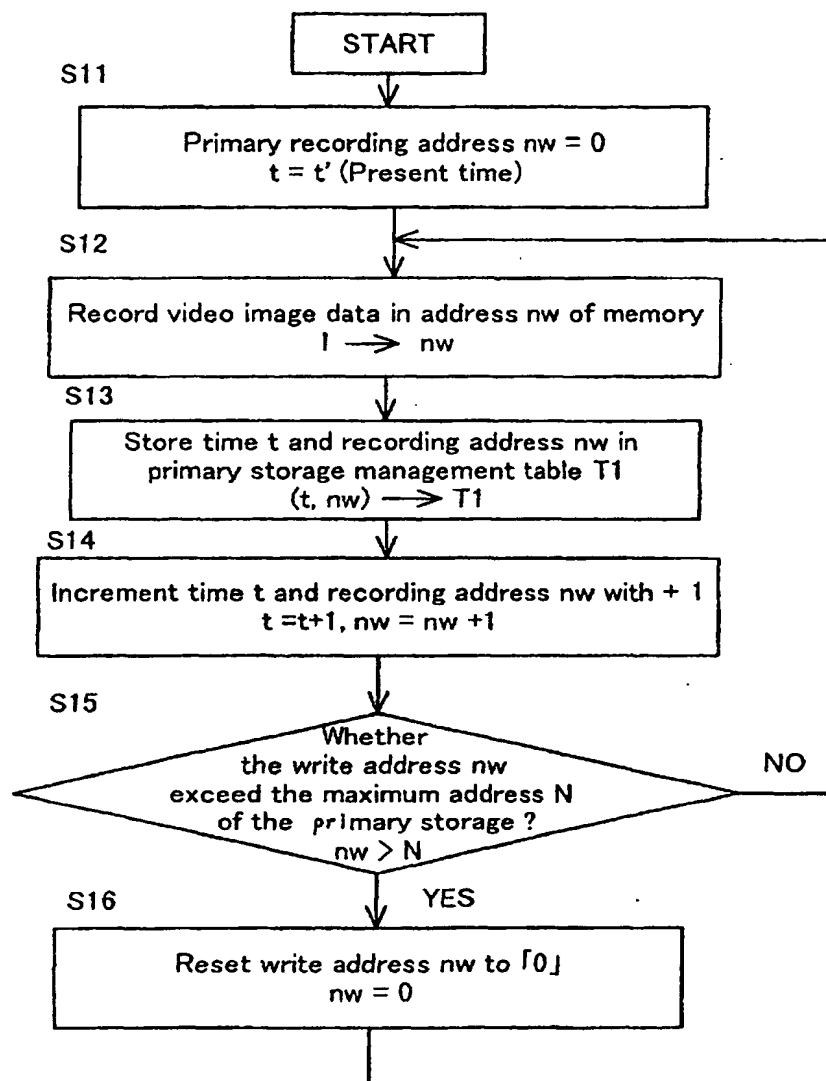 START
S11
Primary recording address nw = 0
t = t' (Present time)
S12
Record video image data in address nw of memory
I → nw
S13
Store time t and recording address nw in
primary storage management table T1
(t, nw) → T1
S14
Increment time t and recording address nw with + 1
t =t+1, nw = nw +1
S15
Whether
the write address nw
exceed the maximum address N
of the primary storage ?
nw > N
NO
YES
S16
Reset write address nw to「0」
nw = 0